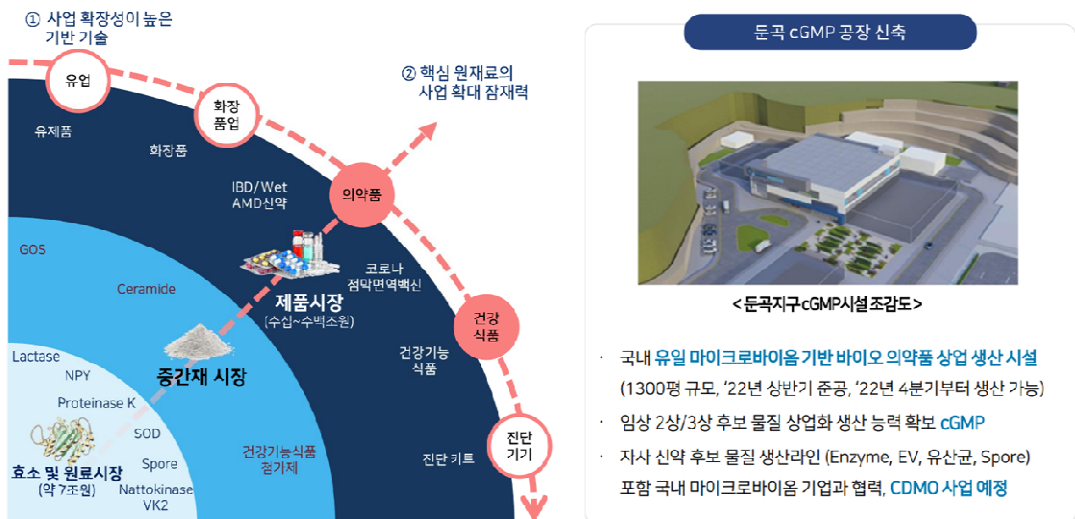 ① 사업 확장성이 높은
기반 기술
② 핵심 원재료의
사업 확대 잠재력
유업
화장
품업
의약품
건강
식품
진단
기기
유제품
화장품
IBD/Wet
AMD신약
코로나
점막면역백신
건강기능
식품
진단 키트
제품시장
(수십~수백조원)
GOS
Ceramide
중간재 시장
건강기능식품
첨가제
Lactase
NPY
Proteinase K
SOD
Spore
Nattokinase
VK2
효소 및 원료시장
(약 7조원)
둔곡 cGMP 공장 신축
< 둔곡지구 cGMP시설 조감도 >
· 국내 유일 마이크로바이옴 기반 바이오 의약품 상업 생산 시설
(1300평 규모, ‘22년 상반기 준공, ‘22년 4분기부터 생산 가능)
· 임상 2상/3상 후보 물질 상업화 생산 능력 확보 cGMP
· 자사 신약 후보 물질 생산라인 (Enzyme, EV, 유산균, Spore)
포함 국내 마이크로바이옴 기업과 협력, CDMO 사업 예정